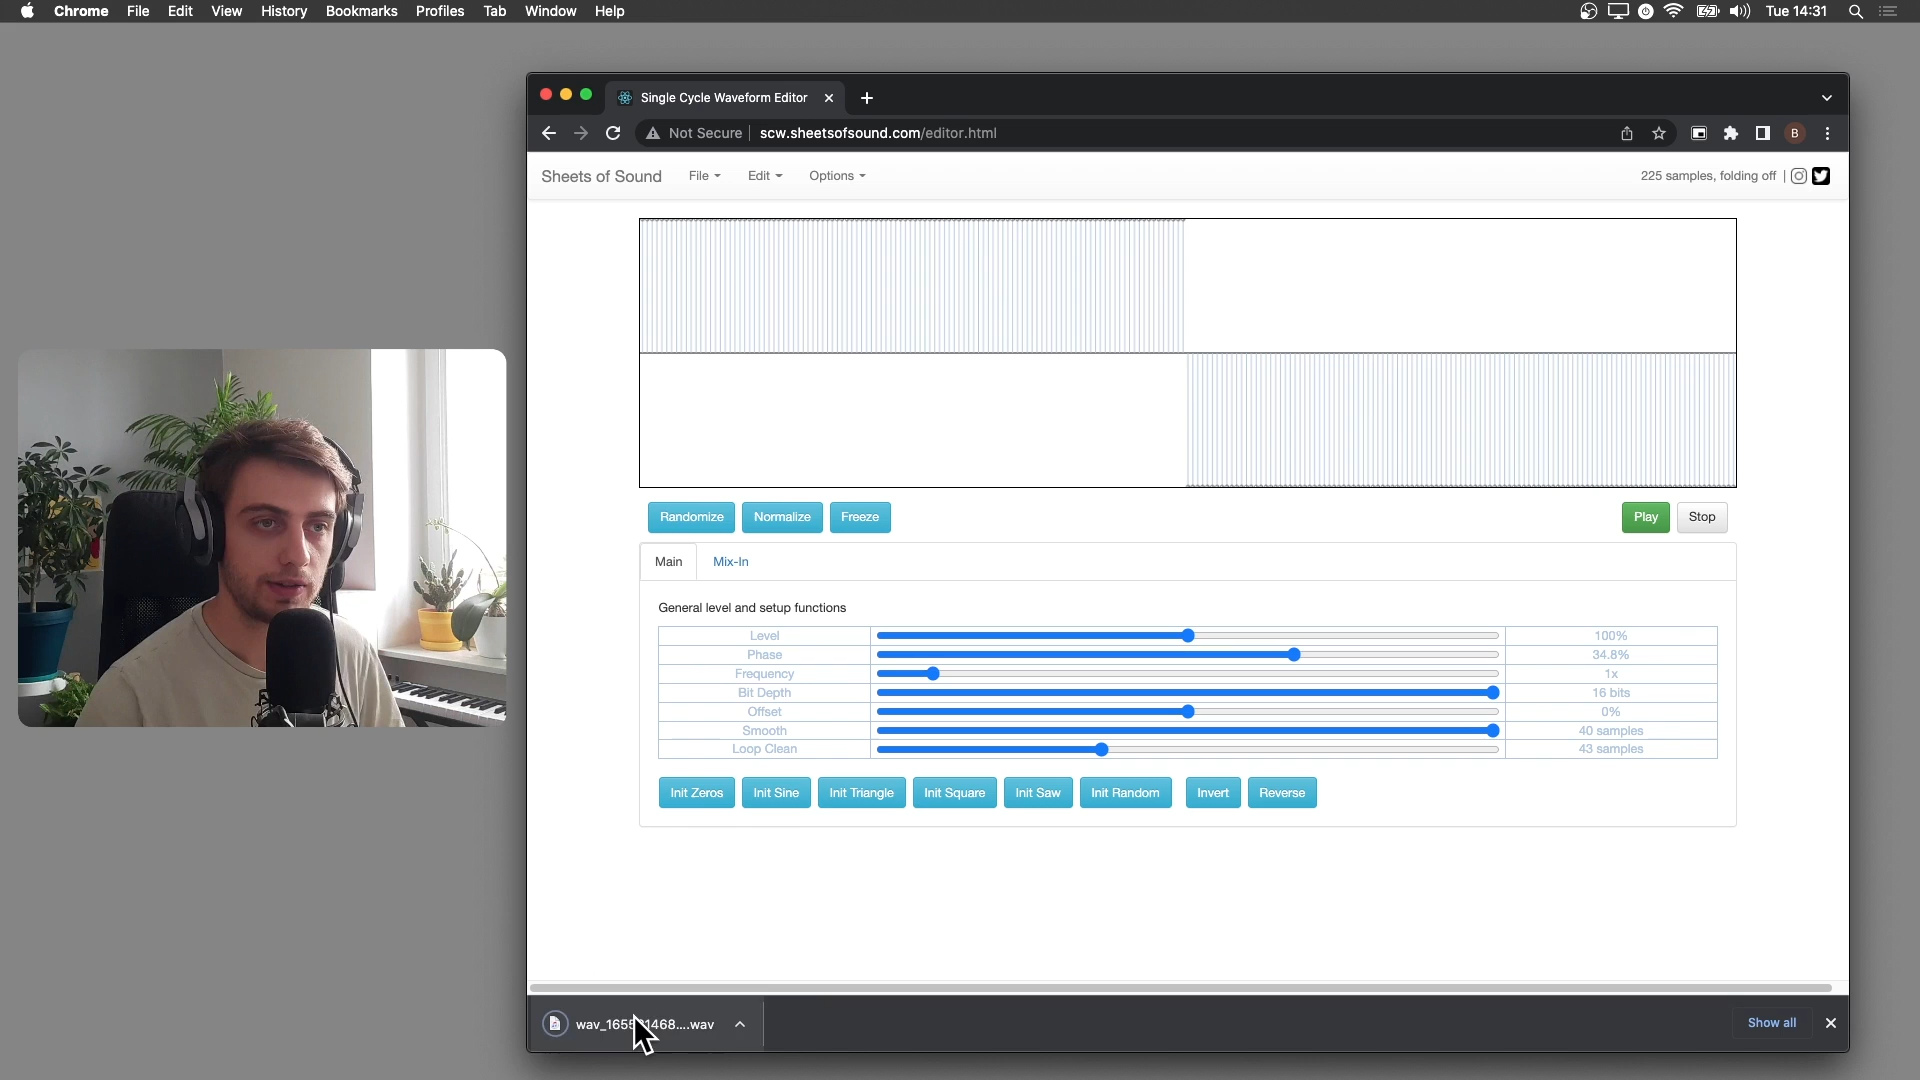 Chrome File Edit View History Bookmarks Profiles Tab Window Help
Tue 14:31
Single Cycle Waveform Editor
Not Secure scw.sheetsofsound.com/editor.html
B
Sheets of Sound File Edit Options
225 samples, folding off |
Randomize Normalize Freeze
Play Stop
Main Mix-In
General level and setup functions
Level 100%
Phase 34.8%
Frequency 1x
Bit Depth 16 bits
Offset 0%
Smooth 40 samples
Loop Clean 43 samples
Init Zeros Init Sine Init Triangle Init Square Init Saw Init Random Invert Reverse
Show all